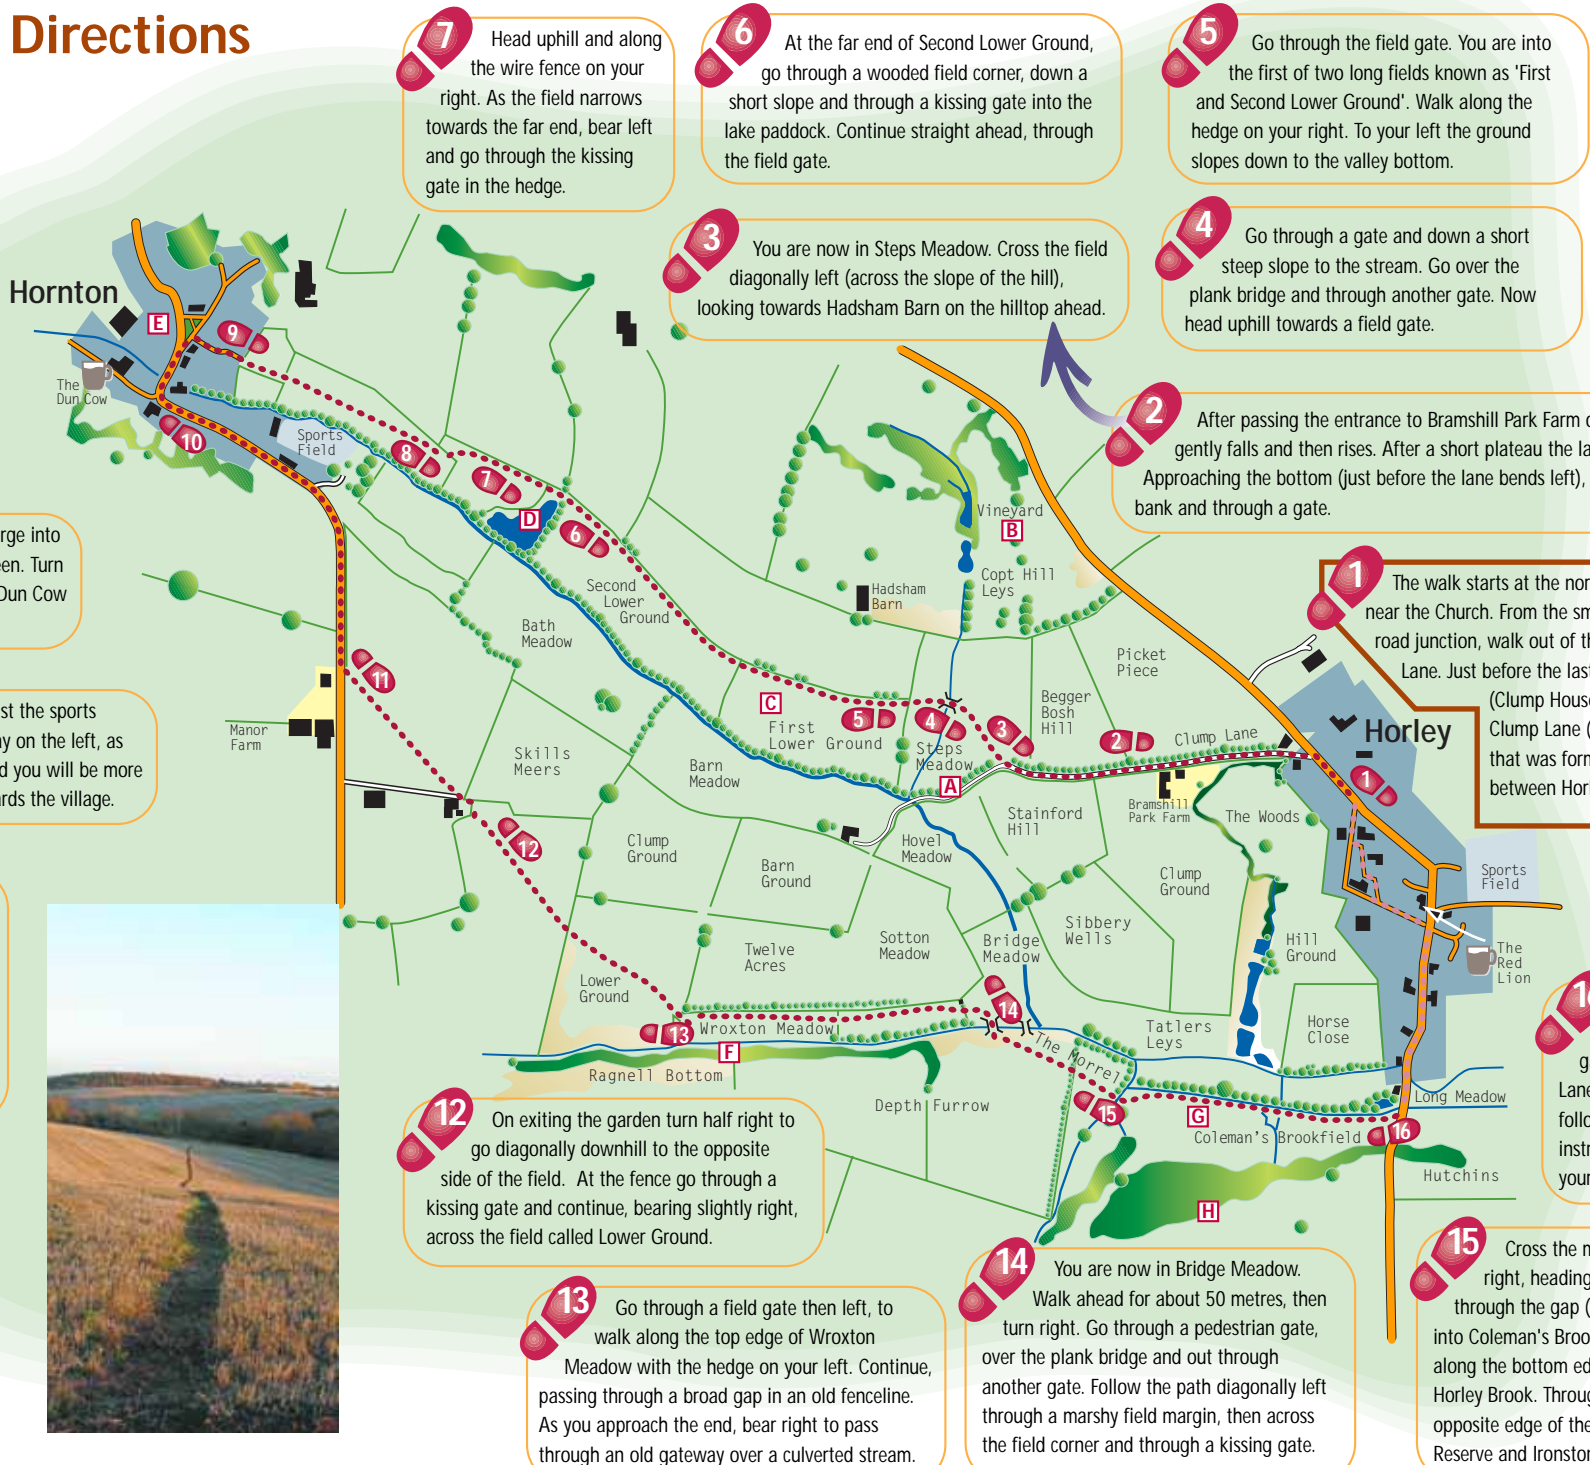 Directions
7
Head uphill and along
the wire fence on your
right. As the field narrows
towards the far end, bear left
and go through the kissing
gate in the hedge.
6
At the far end of Second Lower Ground,
go through a wooded field corner, down a
short slope and through a kissing gate into the
lake paddock. Continue straight ahead, through
the field gate.
5
Go through the field gate. You are into
the first of two long fields known as 'First
and Second Lower Ground'. Walk along the
hedge on your right. To your left the ground
slopes down to the valley bottom.
3
You are now in Steps Meadow. Cross the field
diagonally left (across the slope of the hill),
looking towards Hadsham Barn on the hilltop ahead.
4
Go through a gate and down a short
steep slope to the stream. Go over the
plank bridge and through another gate. Now
head uphill towards a field gate.
2
After passing the entrance to Bramshill Park Farm
gently falls and then rises. After a short plateau the
Approaching the bottom (just before the lane bends left),
bank and through a gate.
1
The walk starts at the
near the Church. From the
road junction, walk out of
Lane. Just before the last
(Clump
Clump Lane (
that was
between
Hornton
E
9
The
Dun Cow
10
Sports
Field
8
7
D
6
Second
Lower
Ground
Bath
Meadow
Vineyard
B
Copt Hill
Leys
Hadsham
Barn
Picket
Piece
Begger
Bosh
Hill
C
First
Lower Ground
5
4
3
2
Steps
Meadow
A
Clump Lane
Horley
1
Bramshill
Park Farm
The Woods
Sports
Field
The
Red
Lion
into
Turn
Dun Cow
the sports
on the left, as
you will be more
the village.
11
Manor
Farm
Skills
Meers
Barn
Meadow
12
Clump
Ground
Barn
Ground
Hovel
Meadow
Stainford
Hill
Clump
Ground
Sibbery
Wells
Hill
Ground
Twelve
Acres
Sotton
Meadow
Bridge
Meadow
Lower
Ground
13
Wroxton Meadow
14
F
Ragnell Bottom
The Morrel
Tatlers
Leys
Horse
Close
Depth Furrow
15
G
Coleman's Brookfield
16
Long Meadow
Hutchins
H
12
On exiting the garden turn half right to
go diagonally downhill to the opposite
side of the field. At the fence go through a
kissing gate and continue, bearing slightly right,
across the field called Lower Ground.
13
Go through a field gate then left, to
walk along the top edge of Wroxton
Meadow with the hedge on your left. Continue,
passing through a broad gap in an old fenceline.
As you approach the end, bear right to pass
through an old gateway over a culverted stream.
14
You are now in Bridge Meadow.
Walk ahead for about 50 metres, then
turn right. Go through a pedestrian gate,
over the plank bridge and out through
another gate. Follow the path diagonally left
through a marshy field margin, then across
the field corner and through a kissing gate.
16
Lane
15
Cross the
right, heading
through the gap (
into Coleman's
along the bottom
Horley Brook.
opposite edge of the
Reserve and